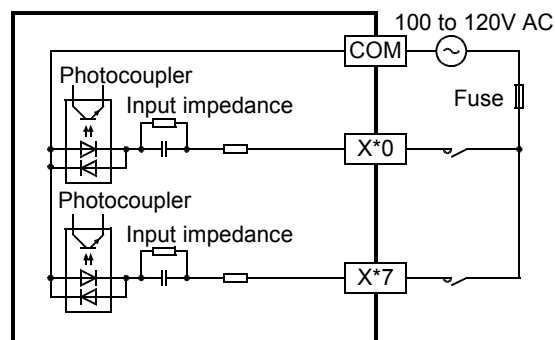 100 to 120V AC
COM
Photocoupler
Input impedance
Fuse
X*0
Photocoupler
Input impedance
X*7